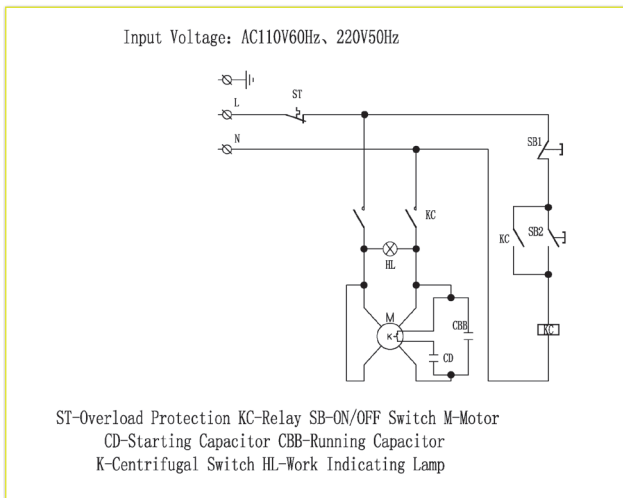 Input Voltage: AC110V60Hz、220V50Hz
ST
L
N
SB1
KC
KC
SB2
HL
M
K
CBB
CD
KC
ST-Overload Protection KC-Relay SB-ON/OFF Switch M-Motor
CD-Starting Capacitor CBB-Running Capacitor
K-Centrifugal Switch HL-Work Indicating Lamp